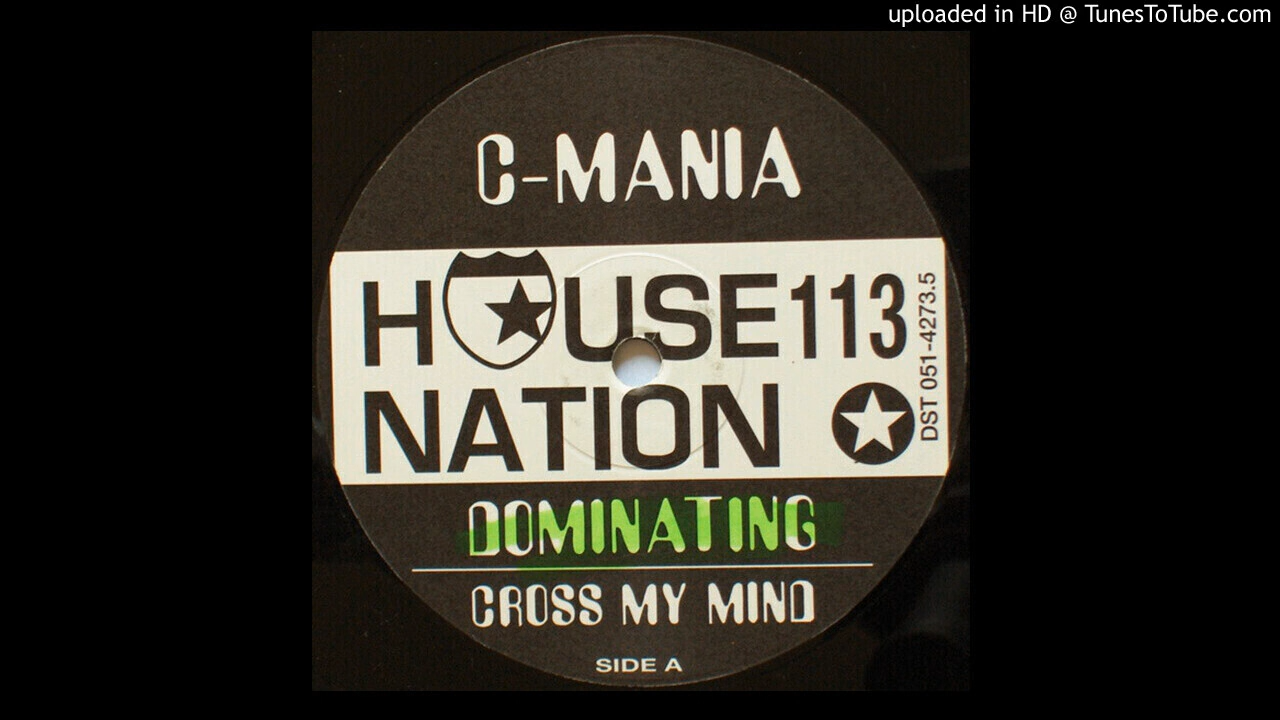 uploaded in HD @ TunesToTube.com
C-MANIA
HOUSE 113
NATION
DST 051-4273.5
DOMINATING
CROSS MY MIND
SIDE A